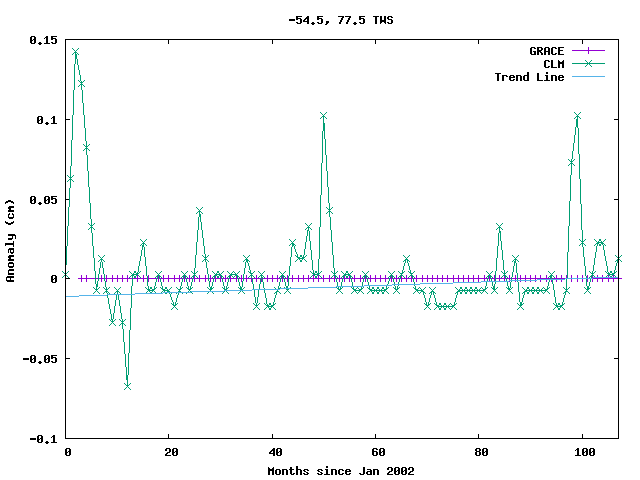 -54.5, 77.5 TWS
GRACE
CLM
Trend Line
0.15
0.1
0.05
0
-0.05
-0.1
Anomaly (cm)
0 20 40 60 80 100
Months since Jan 2002